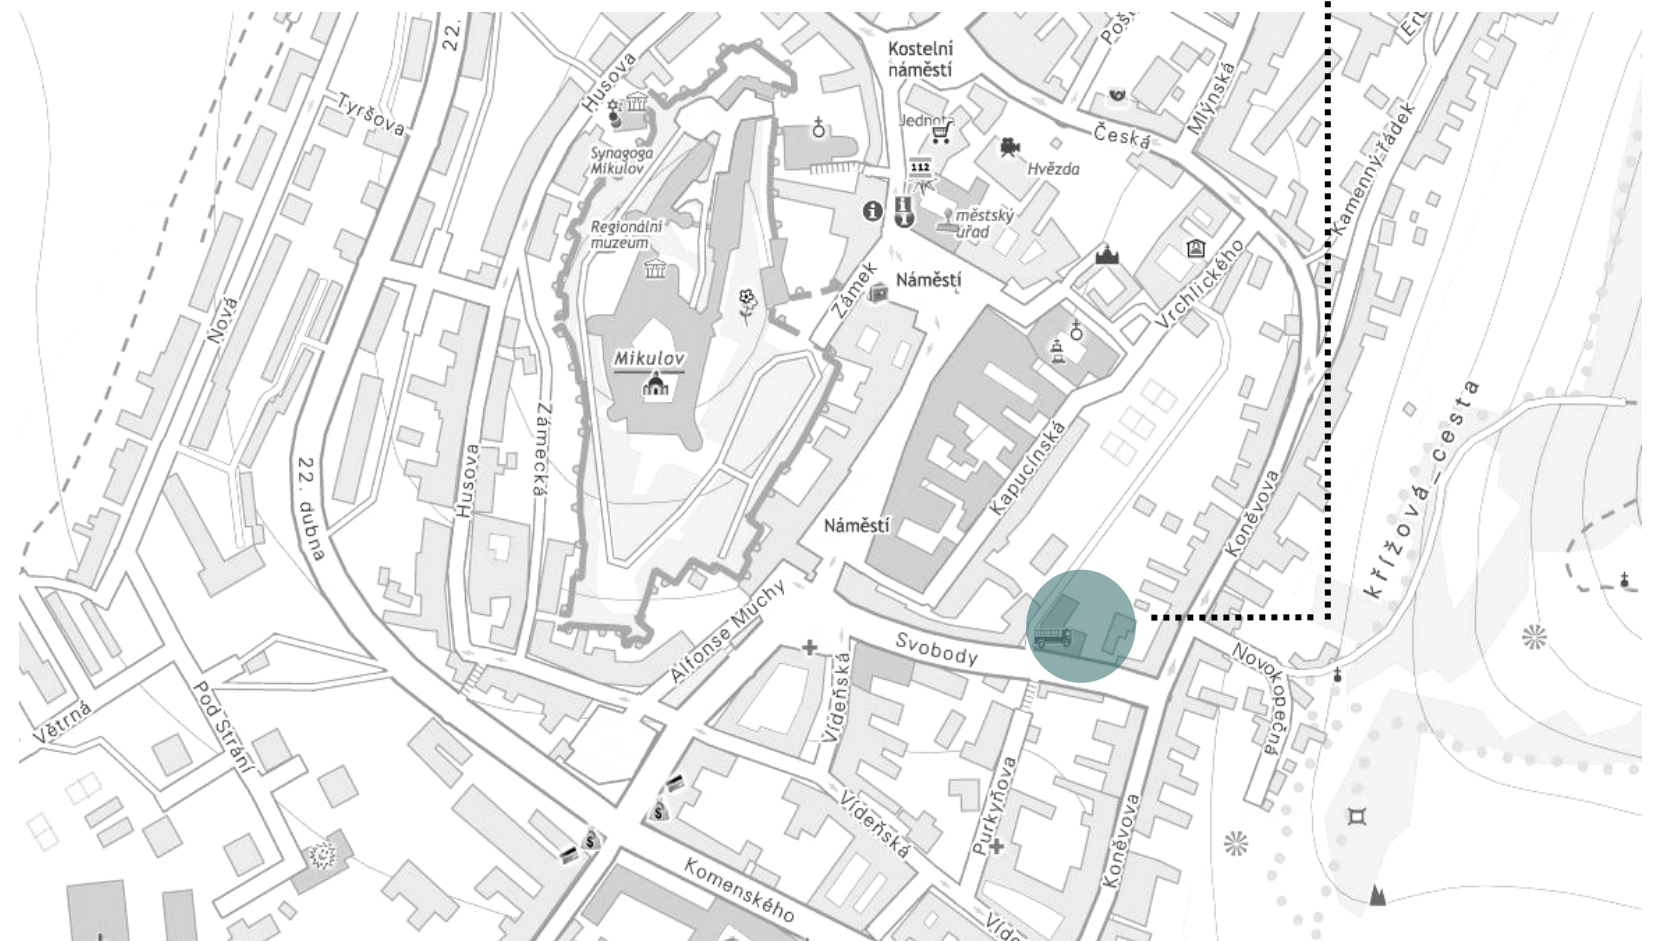 22.
Husova
Kostelní
náměstí
Tyršova
Jednota
Mlýnská
Česká
Kamenný řádek
Synagoga
Mikulov
112
Hvězda
Regionální
muzeum
městský
úřad
Zámek
Náměstí
Vrchlického
Nová
Mikulov
křížová cesta
Zámecká
Husova
Kapucínská
Koněvova
22. dubna
Náměstí
Alfonse Muchy
Svobody
Novokopečná
Vídeňská
Větrná
Pod Strání
Vídeňská
Purkyňova
Koněvova
Komenského